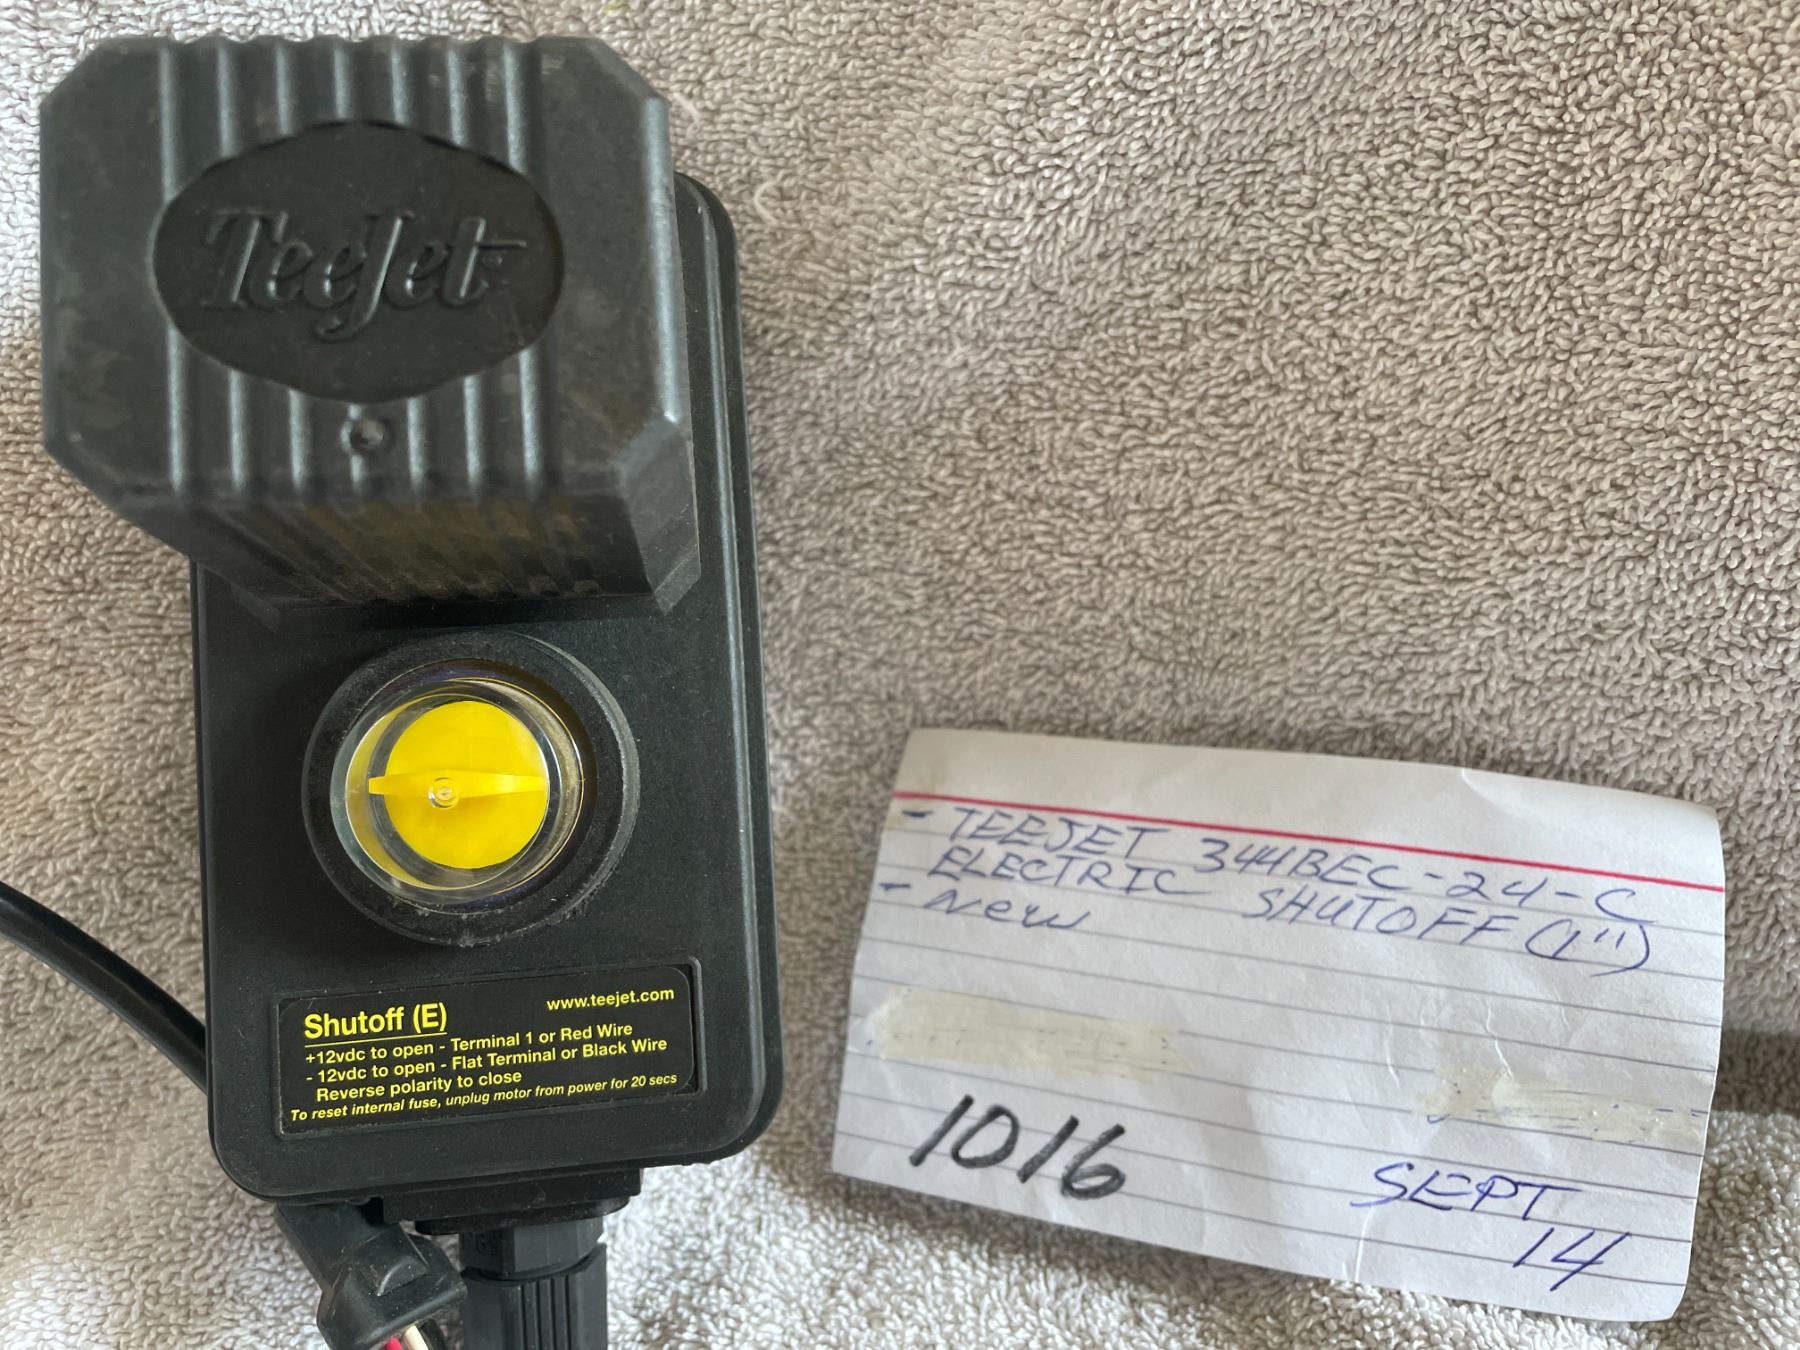 TeeJet
Shutoff (E)
www.teejet.com
+12vdc to open - Terminal 1 or Red Wire
- 12vdc to open - Flat Terminal or Black Wire
Reverse polarity to close
To reset internal fuse, unplug motor from power for 20 secs
- TEEJET 344BEC-24-C
ELECTRIC SHUTOFF (1")
- New
1016
SEPT
14